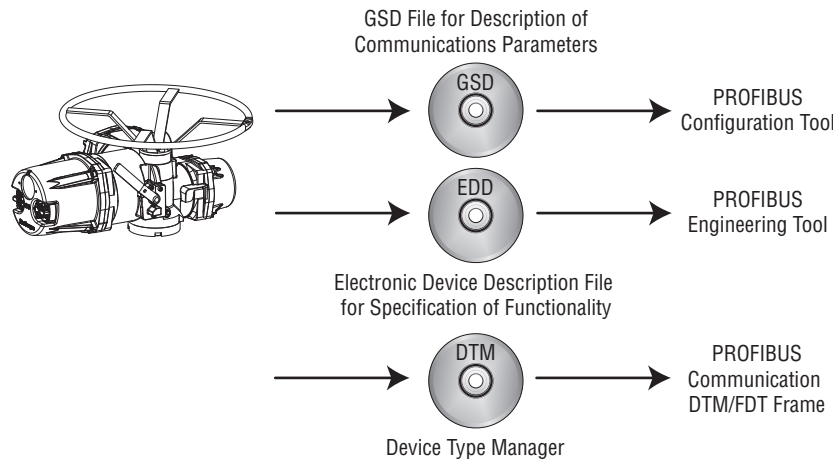 GSD File for Description of
Communications Parameters
GSD
PROFIBUS
Configuration Tool
EDD
PROFIBUS
Engineering Tool
Electronic Device Description File
for Specification of Functionality
DTM
PROFIBUS
Communication
DTM/FDT Frame
Device Type Manager